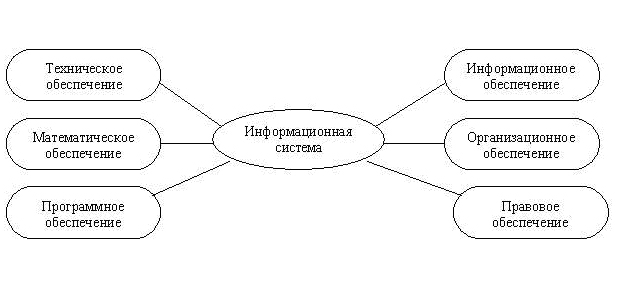 Техническое
обеспечение
Информационное
обеспечение
Математическое
обеспечение
Информационная
система
Организационное
обеспечение
Программное
обеспечение
Правовое
обеспечение